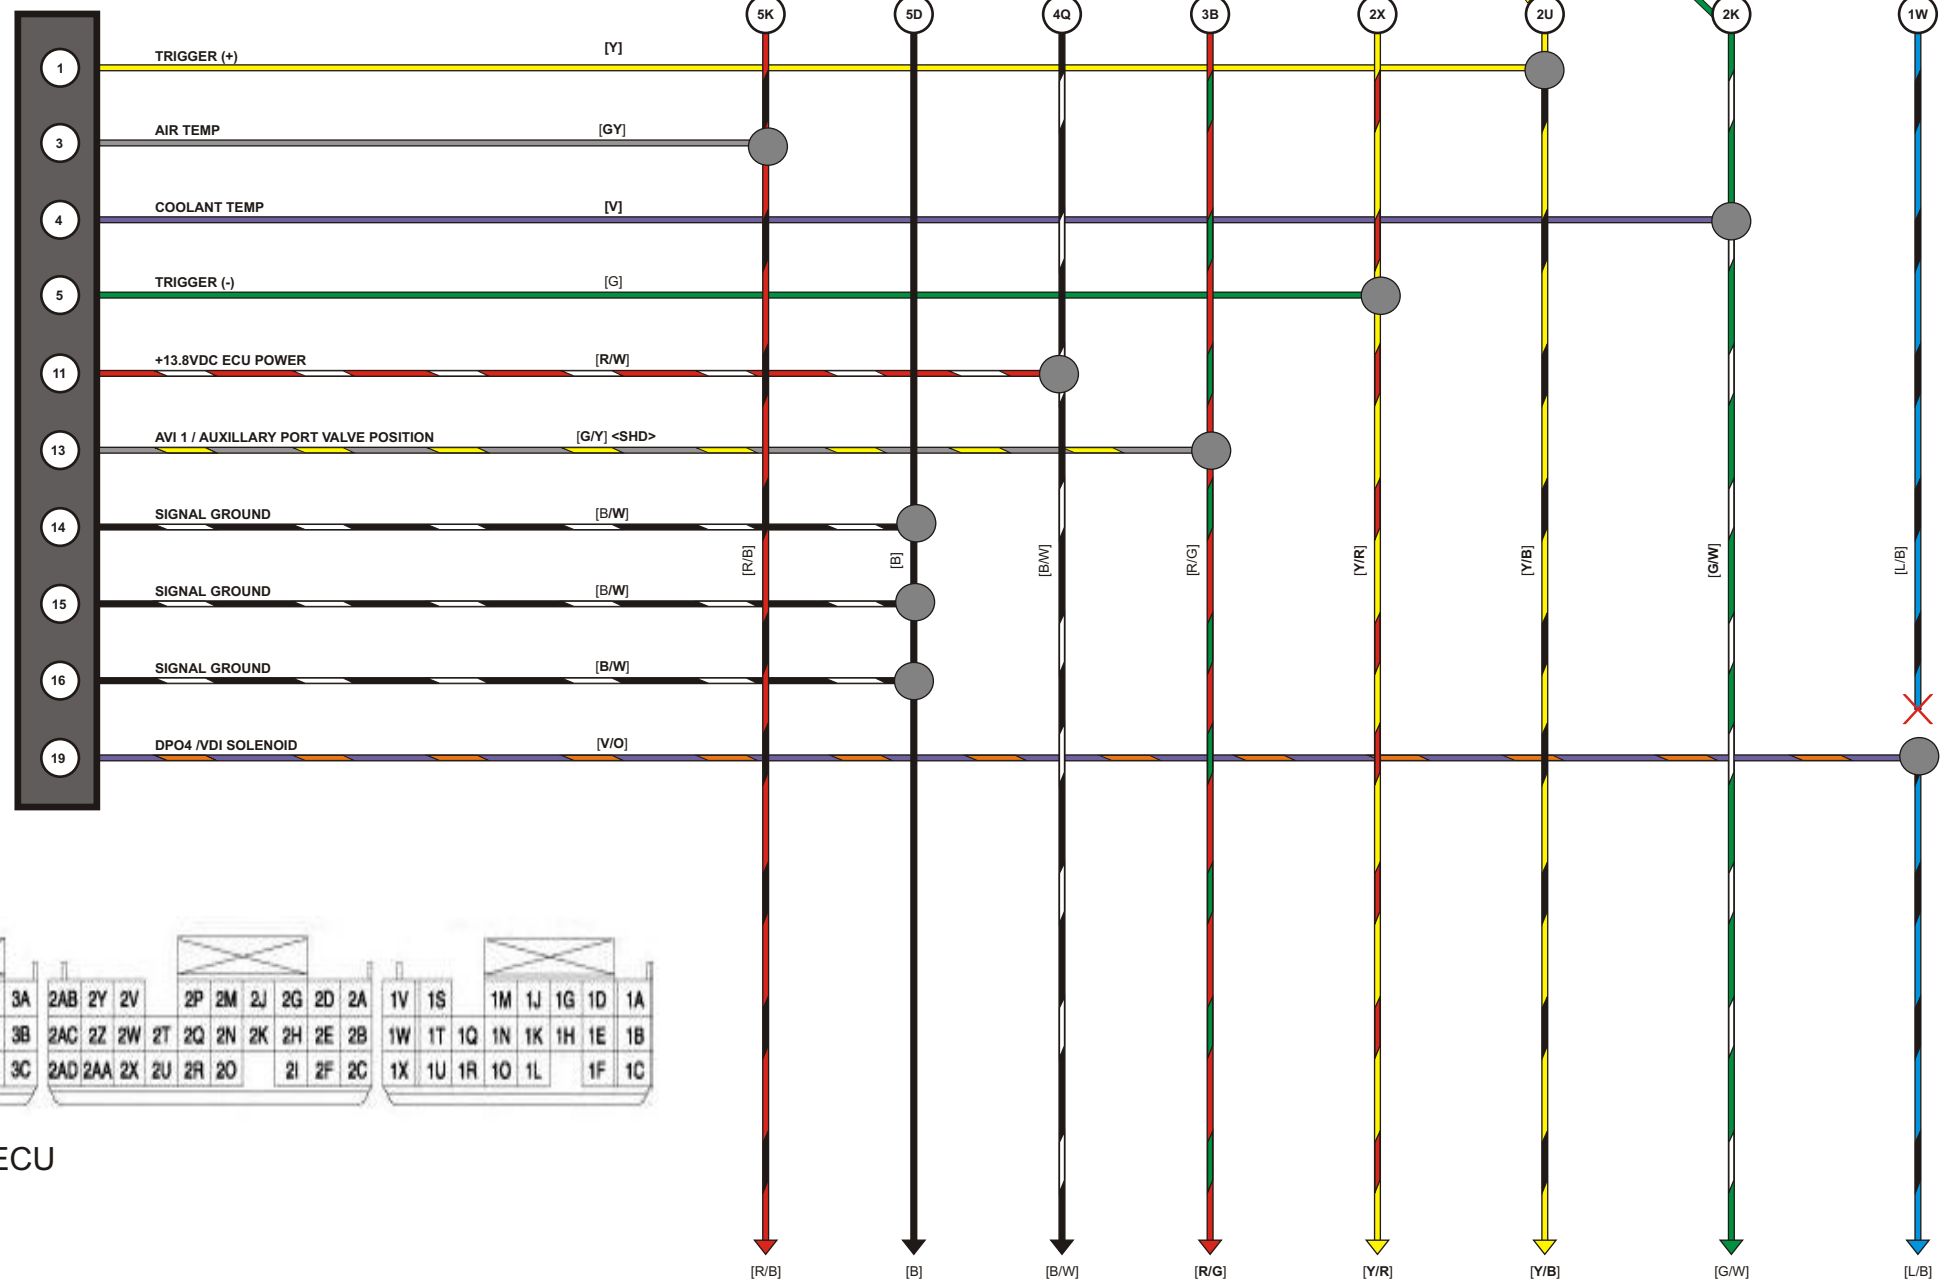 5K 5D 4Q 3B 2X 2U 2K 1W
1 TRIGGER (+) [Y]
3 AIR TEMP [GY]
4 COOLANT TEMP [V]
5 TRIGGER (-) [G]
11 +13.8VDC ECU POWER [R/W]
13 AVI 1 / AUXILLARY PORT VALVE POSITION [G/Y] <SHD>
14 SIGNAL GROUND [B/W]
[R/B] [B] [B/W] [R/G] [Y/R] [Y/B] [G/W] [L/B]
15 SIGNAL GROUND [B/W]
16 SIGNAL GROUND [B/W]
19 DPO4 /VDI SOLENOID [V/O]
3A 2AB 2Y 2V 2P 2M 2J 2G 2D 2A 1V 1S 1M 1J 1G 1D 1A
3B 2AC 2Z 2W 2T 2Q 2N 2K 2H 2E 2B 1W 1T 1Q 1N 1K 1H 1E 1B
3C 2AD 2AA 2X 2U 2R 2O 2I 2F 2C 1X 1U 1R 1O 1L 1F 1C
ECU
[R/B] [B] [B/W] [R/G] [Y/R] [Y/B] [G/W] [L/B]